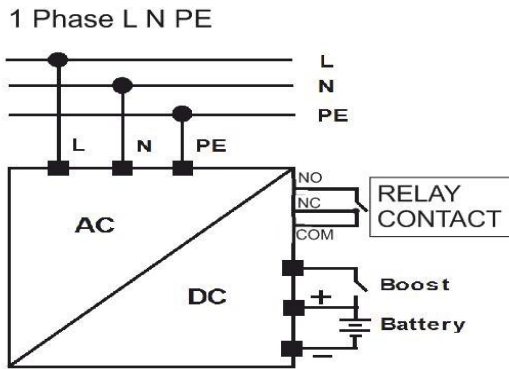 1 Phase L N PE
L
N
PE
L N PE
NO
NC
COM
RELAY
CONTACT
AC
DC
Boost
+
Battery
−